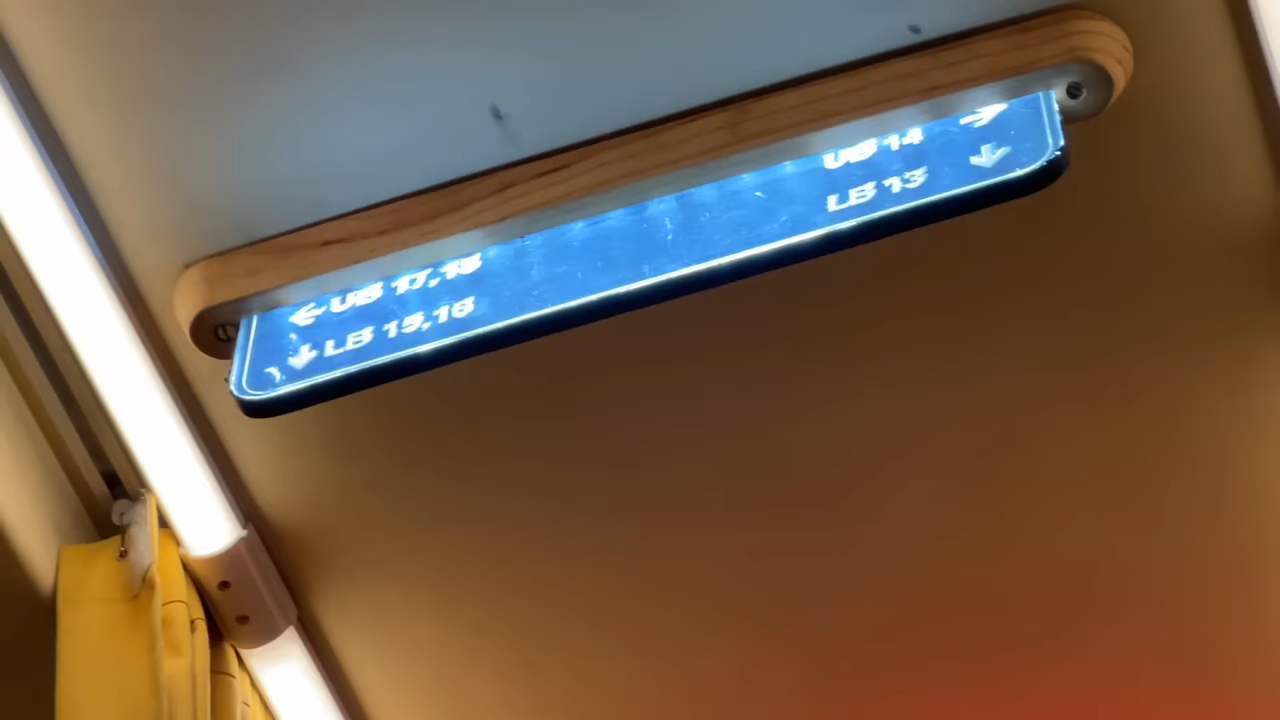 ← UB 17,18
↓ LB 15,16
UB 14 →
LB 13 ↓